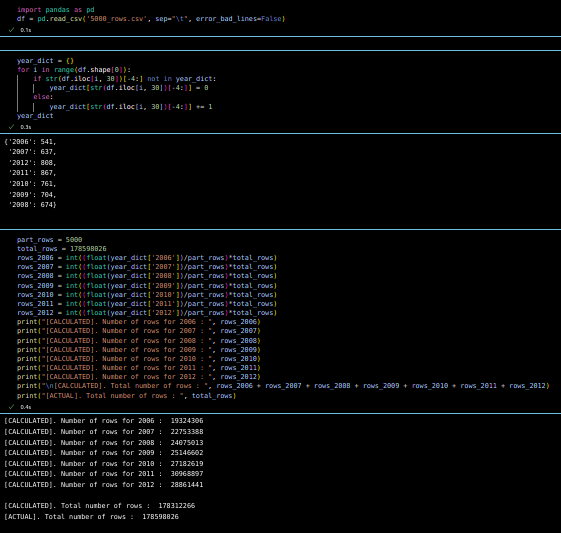 import pandas as pd
df = pd.read_csv('5000_rows.csv', sep="\t", error_bad_lines=False)
✓ 0.1s
year_dict = {}
for i in range(df.shape[0]):
    if str(df.iloc[i, 30])[-4:] not in year_dict:
        year_dict[str(df.iloc[i, 30])[-4:]] = 0
    else:
        year_dict[str(df.iloc[i, 30])[-4:]] += 1
year_dict
✓ 0.3s
{'2006': 541,
 '2007': 637,
 '2012': 808,
 '2011': 867,
 '2010': 761,
 '2009': 704,
 '2008': 674}
part_rows = 5000
total_rows = 178598026
rows_2006 = int((float(year_dict['2006'])/part_rows)*total_rows)
rows_2007 = int((float(year_dict['2007'])/part_rows)*total_rows)
rows_2008 = int((float(year_dict['2008'])/part_rows)*total_rows)
rows_2009 = int((float(year_dict['2009'])/part_rows)*total_rows)
rows_2010 = int((float(year_dict['2010'])/part_rows)*total_rows)
rows_2011 = int((float(year_dict['2011'])/part_rows)*total_rows)
rows_2012 = int((float(year_dict['2012'])/part_rows)*total_rows)
print("[CALCULATED]. Number of rows for 2006 : ", rows_2006)
print("[CALCULATED]. Number of rows for 2007 : ", rows_2007)
print("[CALCULATED]. Number of rows for 2008 : ", rows_2008)
print("[CALCULATED]. Number of rows for 2009 : ", rows_2009)
print("[CALCULATED]. Number of rows for 2010 : ", rows_2010)
print("[CALCULATED]. Number of rows for 2011 : ", rows_2011)
print("[CALCULATED]. Number of rows for 2012 : ", rows_2012)
print("\n[CALCULATED]. Total number of rows : ", rows_2006 + rows_2007 + rows_2008 + rows_2009 + rows_2010 + rows_2011 + rows_2012)
print("[ACTUAL]. Total number of rows : ", total_rows)
✓ 0.4s
[CALCULATED]. Number of rows for 2006 :  19324306
[CALCULATED]. Number of rows for 2007 :  22753388
[CALCULATED]. Number of rows for 2008 :  24075013
[CALCULATED]. Number of rows for 2009 :  25146602
[CALCULATED]. Number of rows for 2010 :  27182619
[CALCULATED]. Number of rows for 2011 :  30968897
[CALCULATED]. Number of rows for 2012 :  28861441
[CALCULATED]. Total number of rows :  178312266
[ACTUAL]. Total number of rows :  178598026